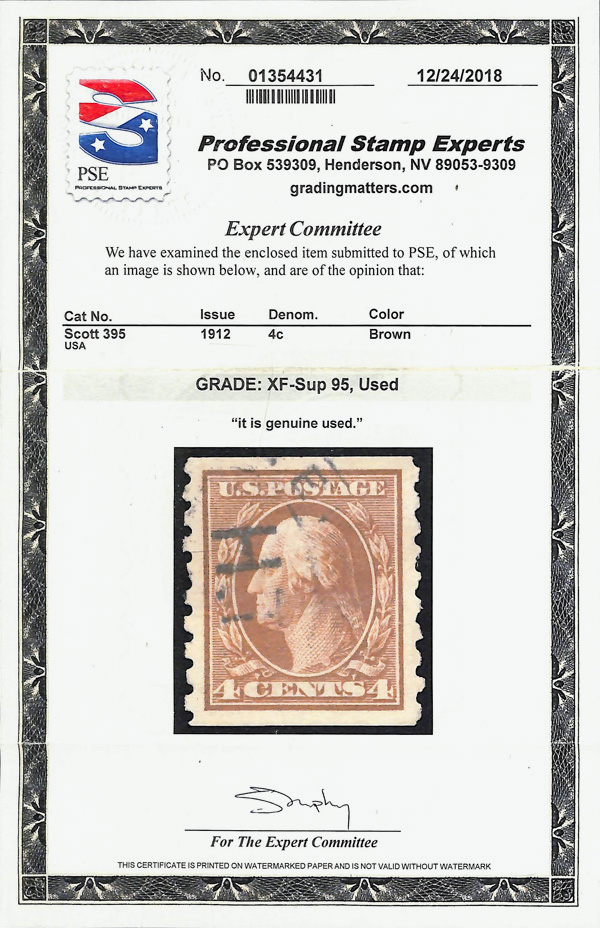 No. 01354431 12/24/2018
PSE
PROFESSIONAL STAMP EXPERTS
Professional Stamp Experts
PO Box 539309, Henderson, NV 89053-9309
gradingmatters.com
Expert Committee
We have examined the enclosed item submitted to PSE, of which
an image is shown below, and are of the opinion that:
Cat No. Issue Denom. Color
Scott 395 1912 4c Brown
USA
GRADE: XF-Sup 95, Used
“it is genuine used.”
U.S. POSTAGE
4 CENTS 4
For The Expert Committee
THIS CERTIFICATE IS PRINTED ON WATERMARKED PAPER AND IS NOT VALID WITHOUT WATERMARK